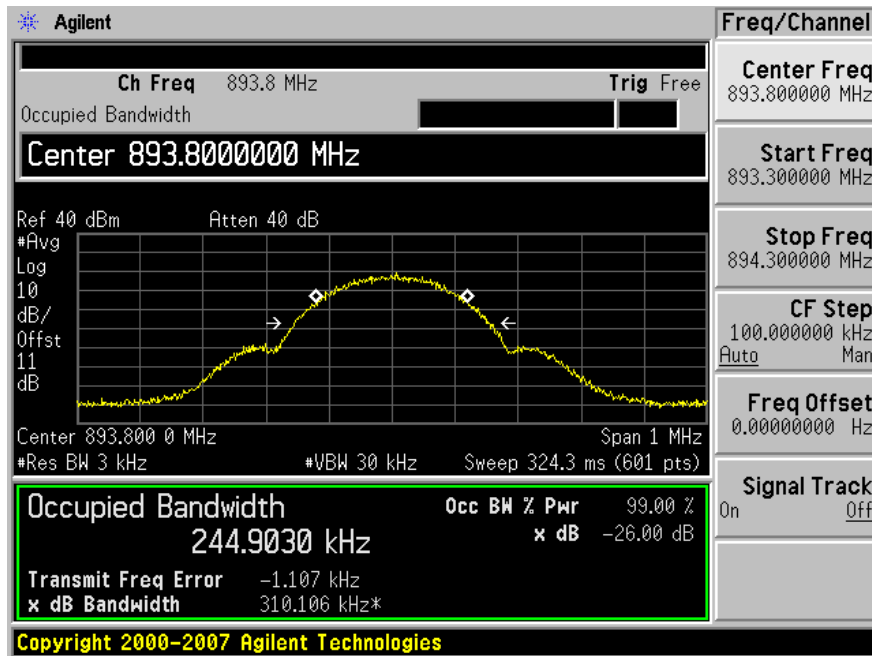 Agilent
Ch Freq 893.8 MHz Trig Free
Occupied Bandwidth
Center 893.8000000 MHz
Ref 40 dBm Atten 40 dB
#Avg
Log
10
dB/
Offst
11
dB
Center 893.800 0 MHz Span 1 MHz
#Res BW 3 kHz #VBW 30 kHz Sweep 324.3 ms (601 pts)
Occupied Bandwidth
244.9030 kHz
Occ BW % Pwr 99.00 %
x dB -26.00 dB
Transmit Freq Error -1.107 kHz
x dB Bandwidth 310.106 kHz*
Copyright 2000-2007 Agilent Technologies
Freq/Channel
Center Freq
893.800000 MHz
Start Freq
893.300000 MHz
Stop Freq
894.300000 MHz
CF Step
100.000000 kHz
Auto Man
Freq Offset
0.00000000 Hz
Signal Track
On Off